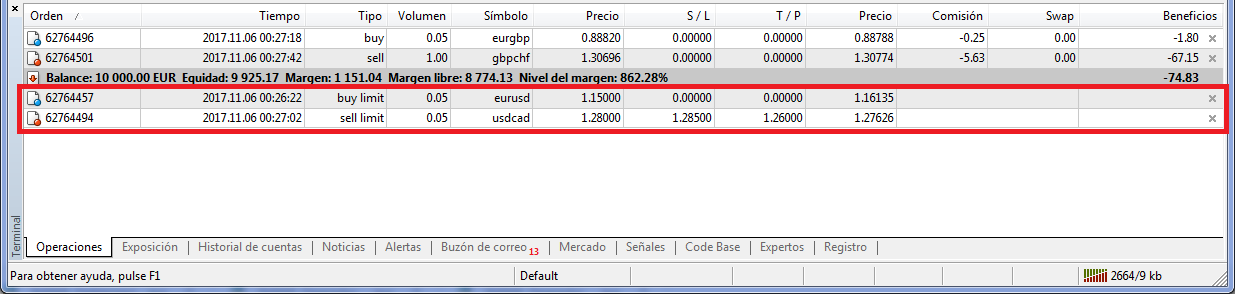 Orden / Tiempo Tipo Volumen Símbolo Precio S / L T / P Precio Comisión Swap Beneficios
62764496 2017.11.06 00:27:18 buy 0.05 eurgbp 0.88820 0.00000 0.00000 0.88788 -0.25 0.00 -1.80
62764501 2017.11.06 00:27:42 sell 1.00 gbpchf 1.30696 0.00000 0.00000 1.30774 -5.63 0.00 -67.15
Balance: 10 000.00 EUR Equidad: 9 925.17 Margen: 1 151.04 Margen libre: 8 774.13 Nivel del margen: 862.28% -74.83
62764457 2017.11.06 00:26:22 buy limit 0.05 eurusd 1.15000 0.00000 0.00000 1.16135
62764494 2017.11.06 00:27:02 sell limit 0.05 usdcad 1.28000 1.28500 1.26000 1.27626
Terminal
Operaciones Exposición Historial de cuentas Noticias Alertas Buzón de correo 13 Mercado Señales Code Base Expertos Registro
Para obtener ayuda, pulse F1 Default 2664/9 kb